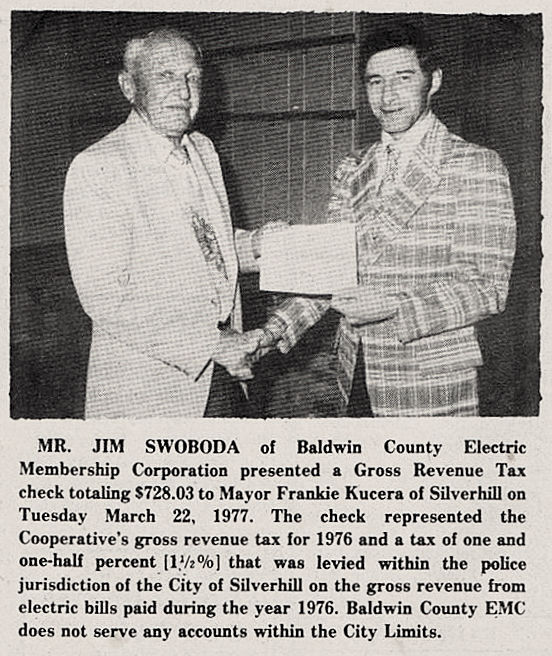 MR. JIM SWOBODA of Baldwin County Electric
Membership Corporation presented a Gross Revenue Tax
check totaling $728.03 to Mayor Frankie Kucera of Silverhill on
Tuesday March 22, 1977. The check represented the
Cooperative's gross revenue tax for 1976 and a tax of one and
one-half percent [1½%] that was levied within the police
jurisdiction of the City of Silverhill on the gross revenue from
electric bills paid during the year 1976. Baldwin County EMC
does not serve any accounts within the City Limits.